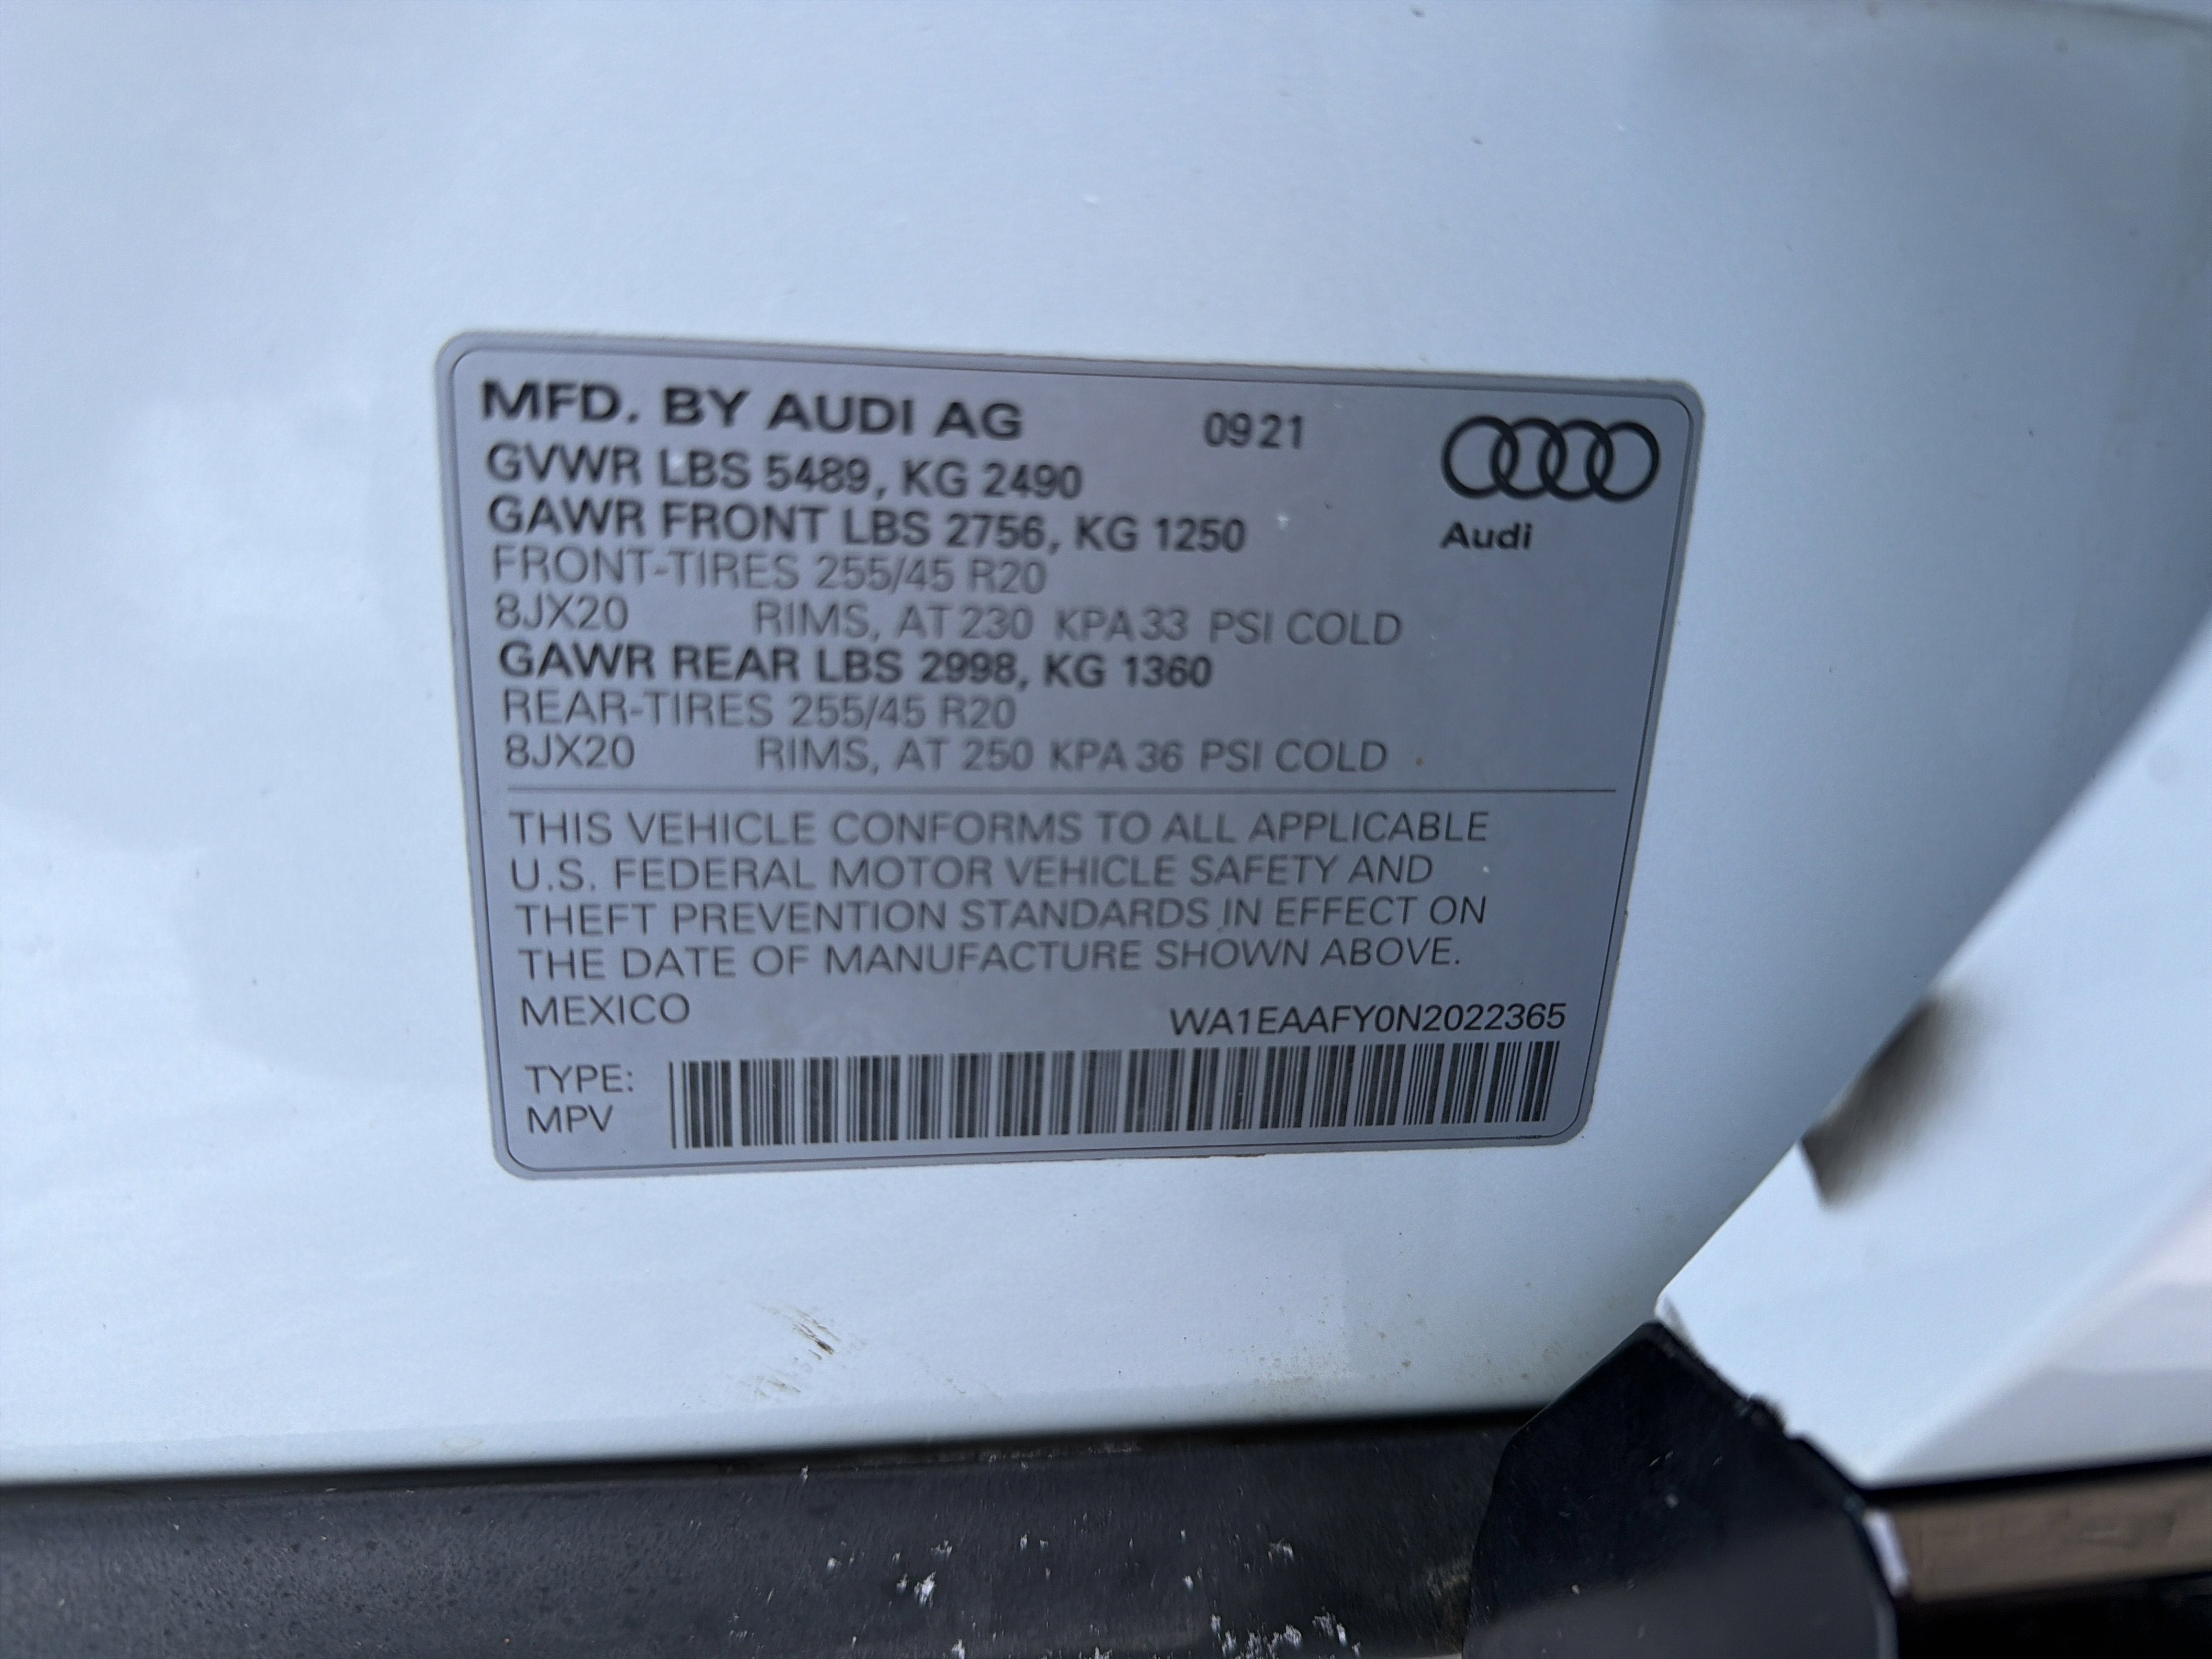 MFD. BY AUDI AG 0921
GVWR LBS 5489, KG 2490
GAWR FRONT LBS 2756, KG 1250
Audi
FRONT-TIRES 255/45 R20
8JX20 RIMS, AT 230 KPA 33 PSI COLD
GAWR REAR LBS 2998, KG 1360
REAR-TIRES 255/45 R20
8JX20 RIMS, AT 250 KPA 36 PSI COLD
THIS VEHICLE CONFORMS TO ALL APPLICABLE
U.S. FEDERAL MOTOR VEHICLE SAFETY AND
THEFT PREVENTION STANDARDS IN EFFECT ON
THE DATE OF MANUFACTURE SHOWN ABOVE.
MEXICO WA1EAAFY0N2022365
TYPE:
MPV